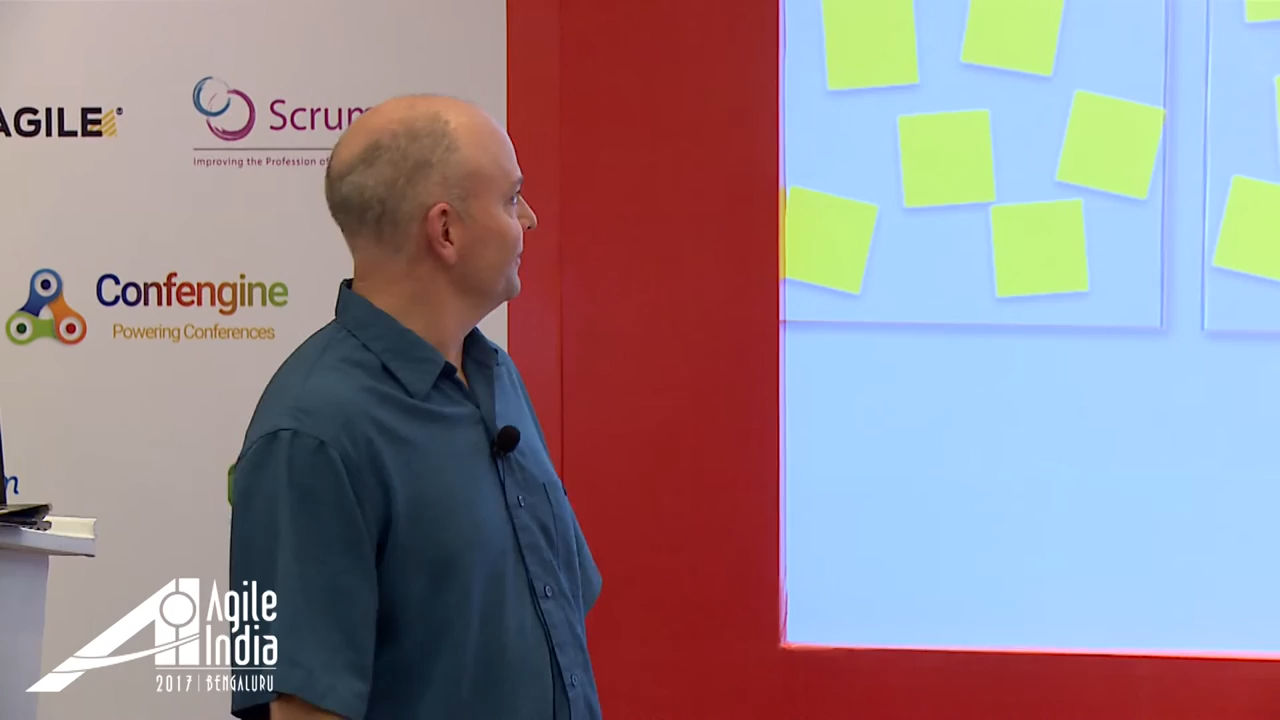 AGILE
Scrum
Improving the Profession of
Confengine
Powering Conferences
Agile
India
2017 | BENGALURU